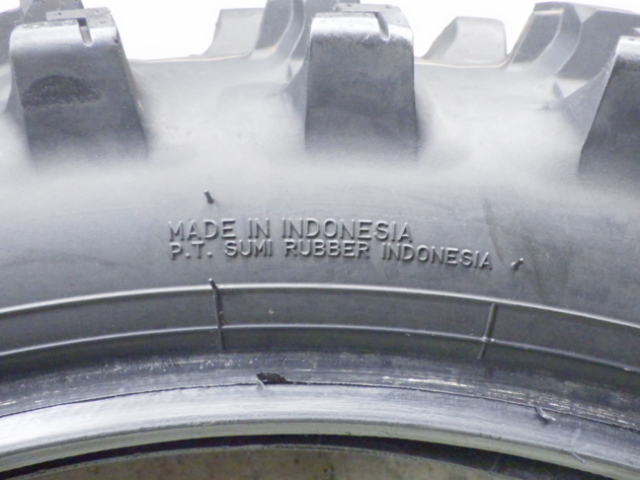 MADE IN INDONESIA
P.T. SUMI RUBBER INDONESIA